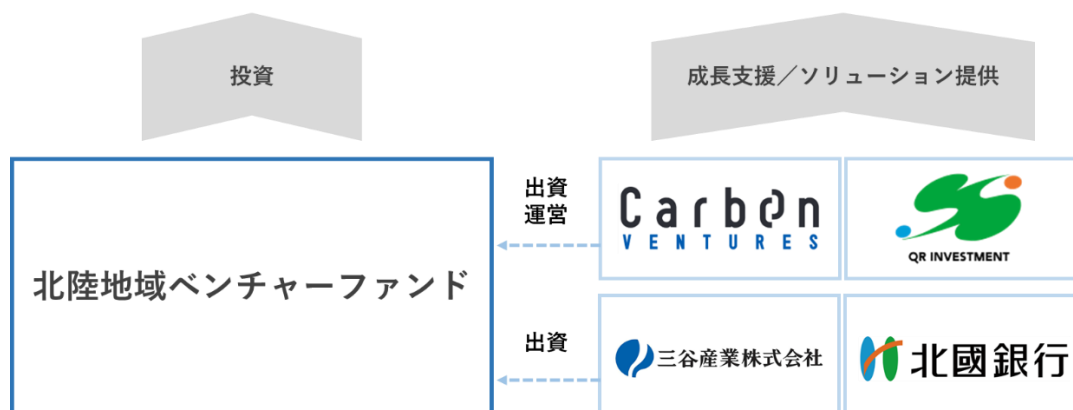 投資
成長支援／ソリューション提供
北陸地域ベンチャーファンド
出資
運営
Carbon
VENTURES
QR INVESTMENT
出資
三谷産業株式会社
北國銀行